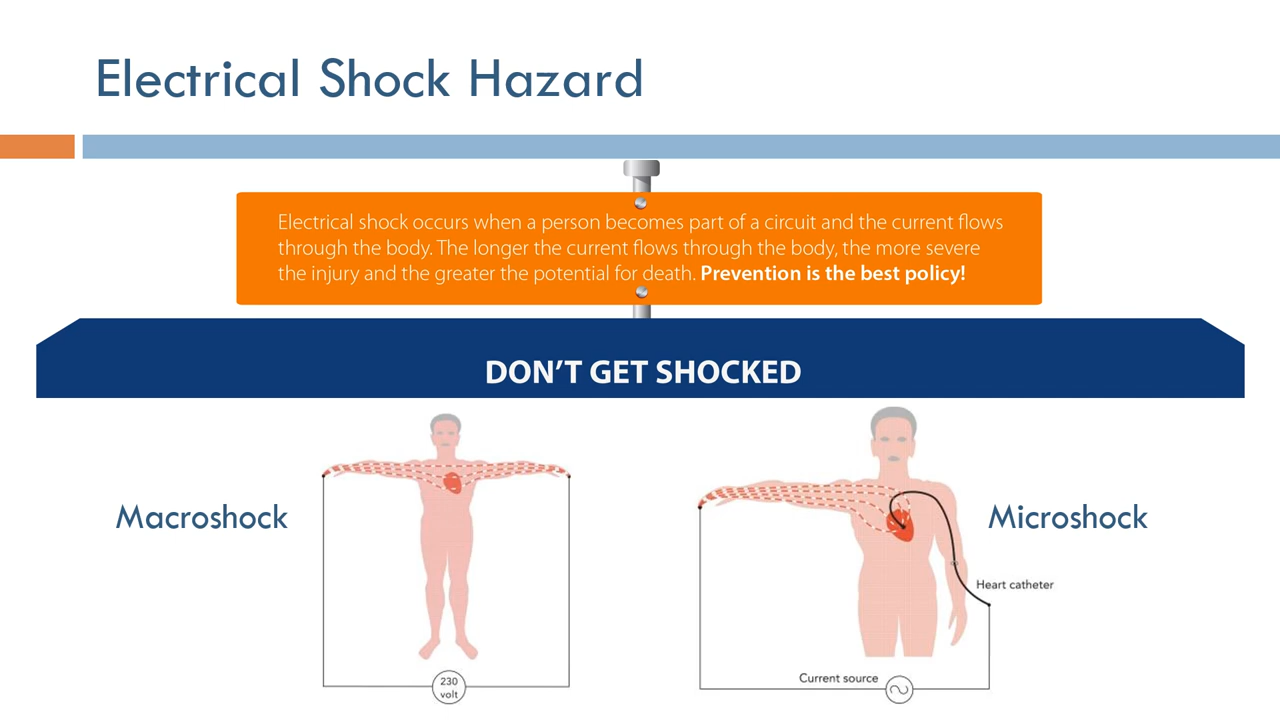 Electrical Shock Hazard
Electrical shock occurs when a person becomes part of a circuit and the current flows
through the body. The longer the current flows through the body, the more severe
the injury and the greater the potential for death. Prevention is the best policy!
DON'T GET SHOCKED
Macroshock
230
volt
Microshock
Heart catheter
Current source